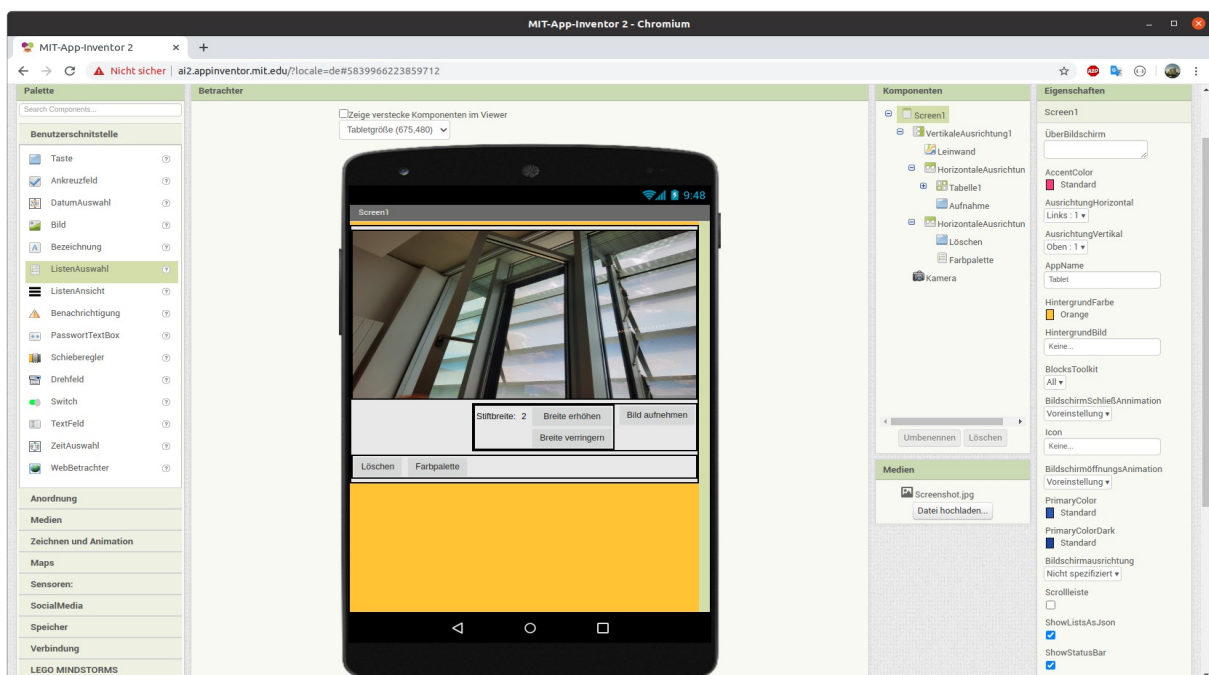 MIT-App-Inventor 2 - Chromium
MIT-App-Inventor 2
Nicht sicher
ai2.appinventor.mit.edu/?locale=de#5839966223859712
ABP
Palette
Search Components...
Benutzerschnitstelle
Taste
Ankreuzfeld
DatumAuswahl
Bild
Bezeichnung
ListenAuswahl
ListenAnsicht
Benachrichtigung
PasswortTextBox
Schieberegler
Drehfeld
Switch
TextFeld
ZeitAuswahl
WebBetrachter
Anordnung
Medien
Zeichnen und Animation
Maps
Sensoren:
SocialMedia
Speicher
Verbindung
LEGO MINDSTORMS
Betrachter
Zeige verstecke Komponenten im Viewer
Tabletgröße (675,480)
9:48
Screen1
Stiftbreite: 2
Breite erhöhen
Bild aufnehmen
Breite verringern
Löschen
Farbpalette
Komponenten
Screen1
VertikaleAusrichtung1
Leinwand
HorizontaleAusrichtun
Tabelle1
Aufnahme
HorizontaleAusrichtun
Löschen
Farbpalette
Kamera
Umbenennen
Löschen
Medien
Screenshot.jpg
Datei hochladen...
Eigenschaften
Screen1
ÜberBildschirm
AccentColor
Standard
AusrichtungHorizontal
Links : 1
AusrichtungVertikal
Oben : 1
AppName
Tablet
HintergrundFarbe
Orange
HintergrundBild
Keine...
BlocksToolkit
All
BildschirmSchließAnnimation
Voreinstellung
Icon
Keine...
BildschirmöffnungsAnimation
Voreinstellung
PrimaryColor
Standard
PrimaryColorDark
Standard
Bildschirmausrichtung
Nicht spezifiziert
Scrollleiste
ShowListsAsJson
ShowStatusBar